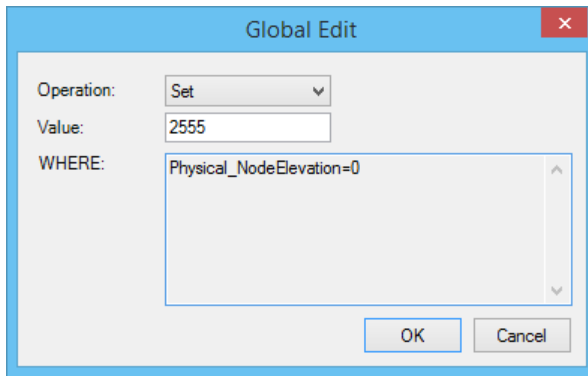 Global Edit
Operation: Set
Value: 2555
WHERE: Physical_NodeElevation=0
OK Cancel